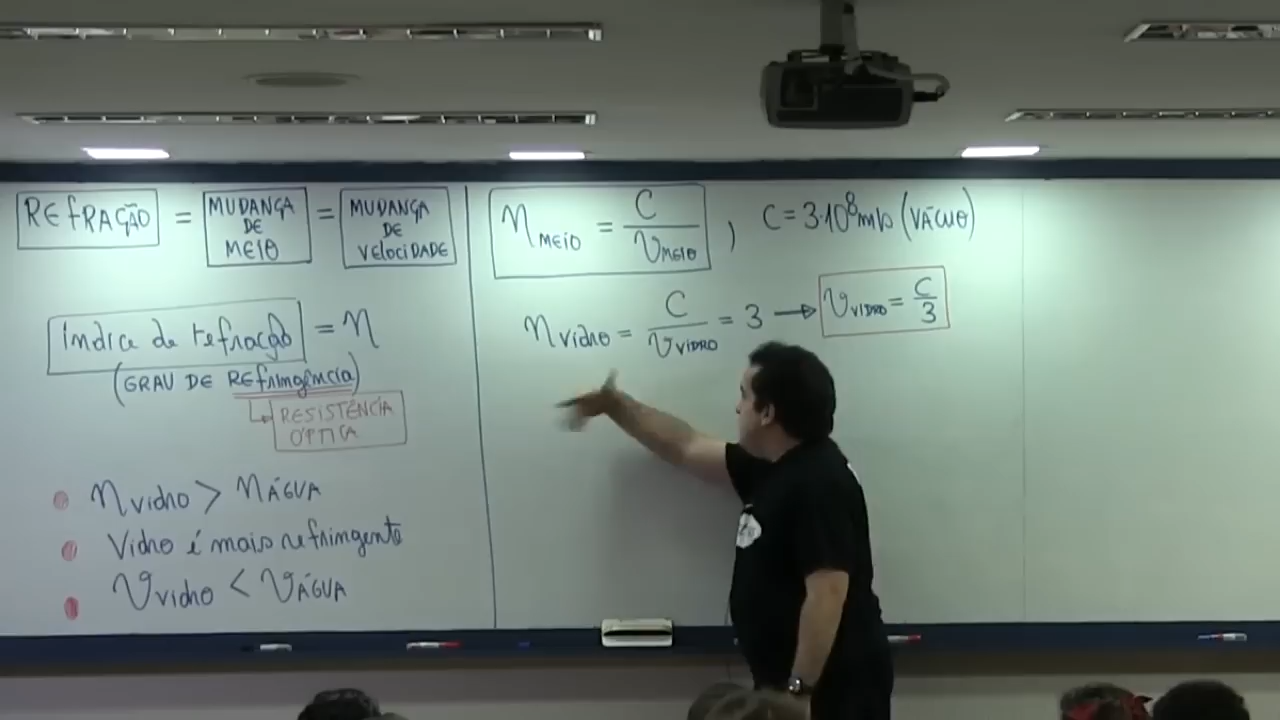 REfRAÇÃO = MUDANÇA DE MEIO = MUDANÇA DE VELOCIDADE
Índice de refração = n
(GRAU DE REfringência)
RESISTÊNCIA
ÓPTICA
n vidro > n ÁGUA
Vidro é mais refringente
v vidro < v ÁGUA
n MEIO = C / v MEIO , C = 3·10⁸ m/s (VÁCUO)
n vidro = C / v VIDRO = 3 → v VIDRO = C / 3